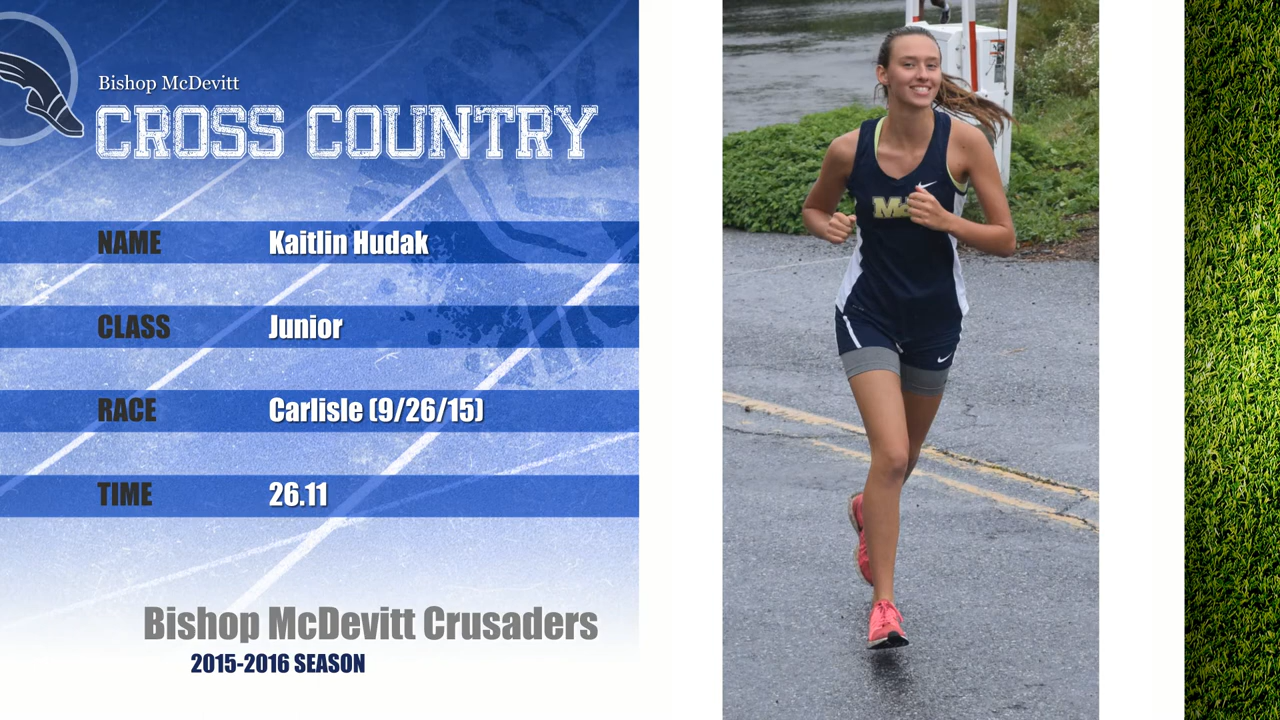 Bishop McDevitt
CROSS COUNTRY
NAME Kaitlin Hudak
CLASS Junior
RACE Carlisle (9/26/15)
TIME 26.11
Bishop McDevitt Crusaders
2015-2016 SEASON